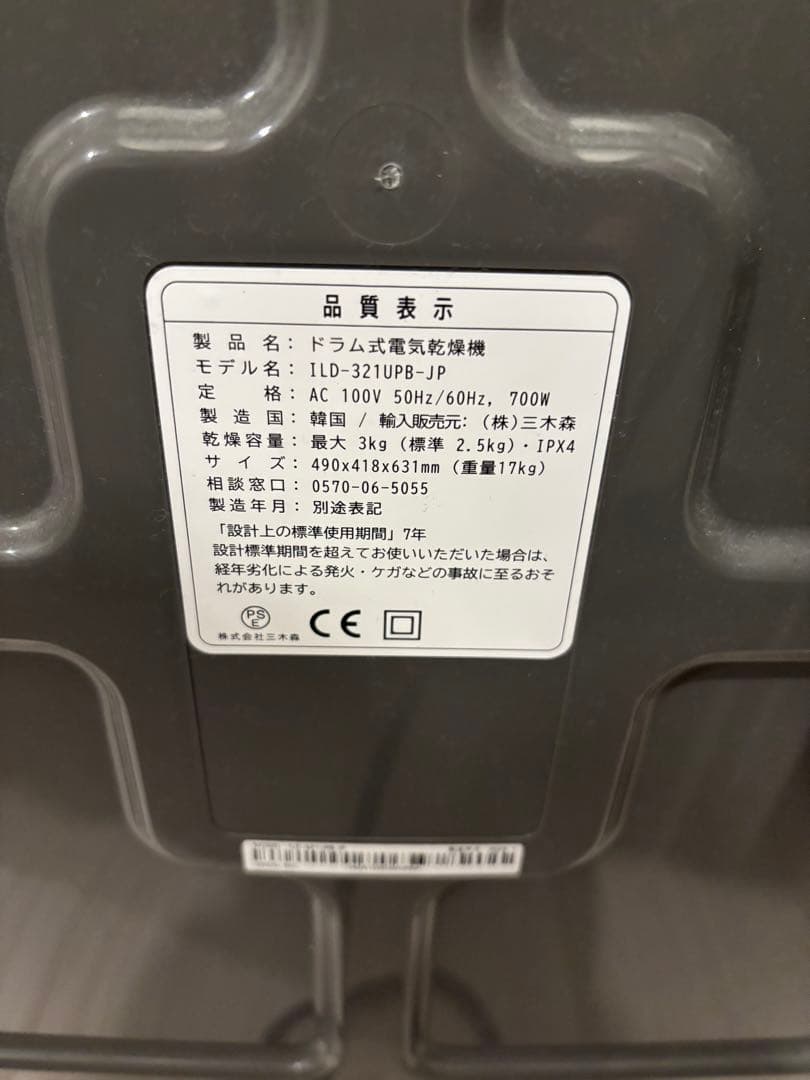 品質表示
製品名：ドラム式電気乾燥機
モデル名：ILD-321UPB-JP
定格：AC 100V 50Hz/60Hz, 700W
製造国：韓国 / 輸入販売元:（株）三木森
乾燥容量：最大 3kg (標準 2.5kg)・IPX4
サイズ：490x418x631mm (重量17kg)
相談窓口：0570-06-5055
製造年月：別途表記
「設計上の標準使用期間」7年
設計標準期間を超えてお使いいただいた場合は、
経年劣化による発火・ケガなどの事故に至るおそ
れがあります。
PS
E
株式会社三木森
CE